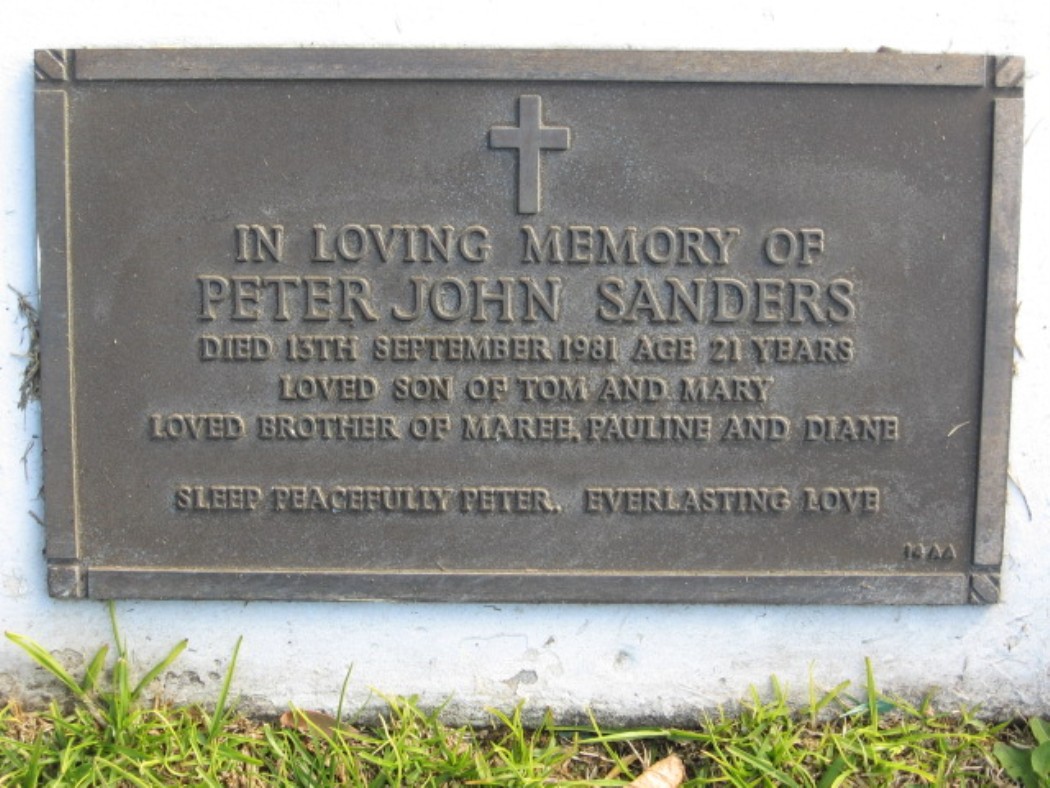 IN LOVING MEMORY OF
PETER JOHN SANDERS
DIED 13TH SEPTEMBER 1981 AGE 21 YEARS
LOVED SON OF TOM AND MARY
LOVED BROTHER OF MAREE, PAULINE AND DIANE
SLEEP PEACEFULLY PETER. EVERLASTING LOVE